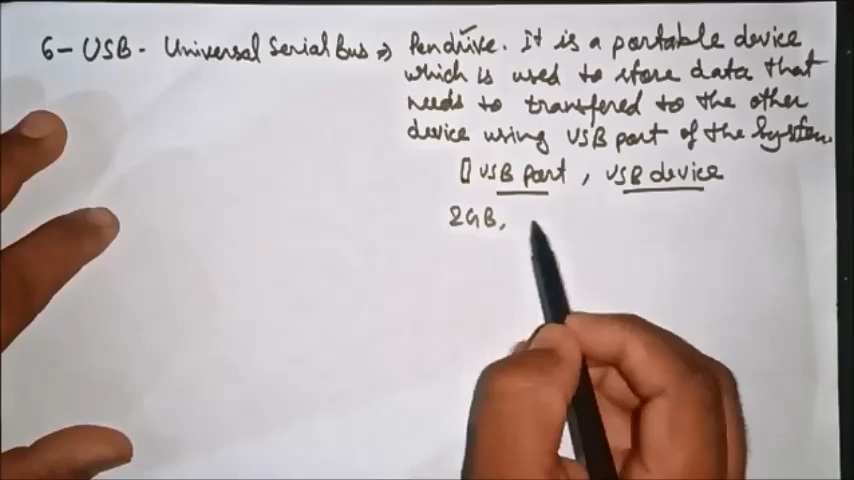 6- USB - Universal Serial Bus => Pendrive. It is a portable device
which is used to store data that
needs to transfered to the other
device using USB port of the System.
USB port, USB device
2GB,